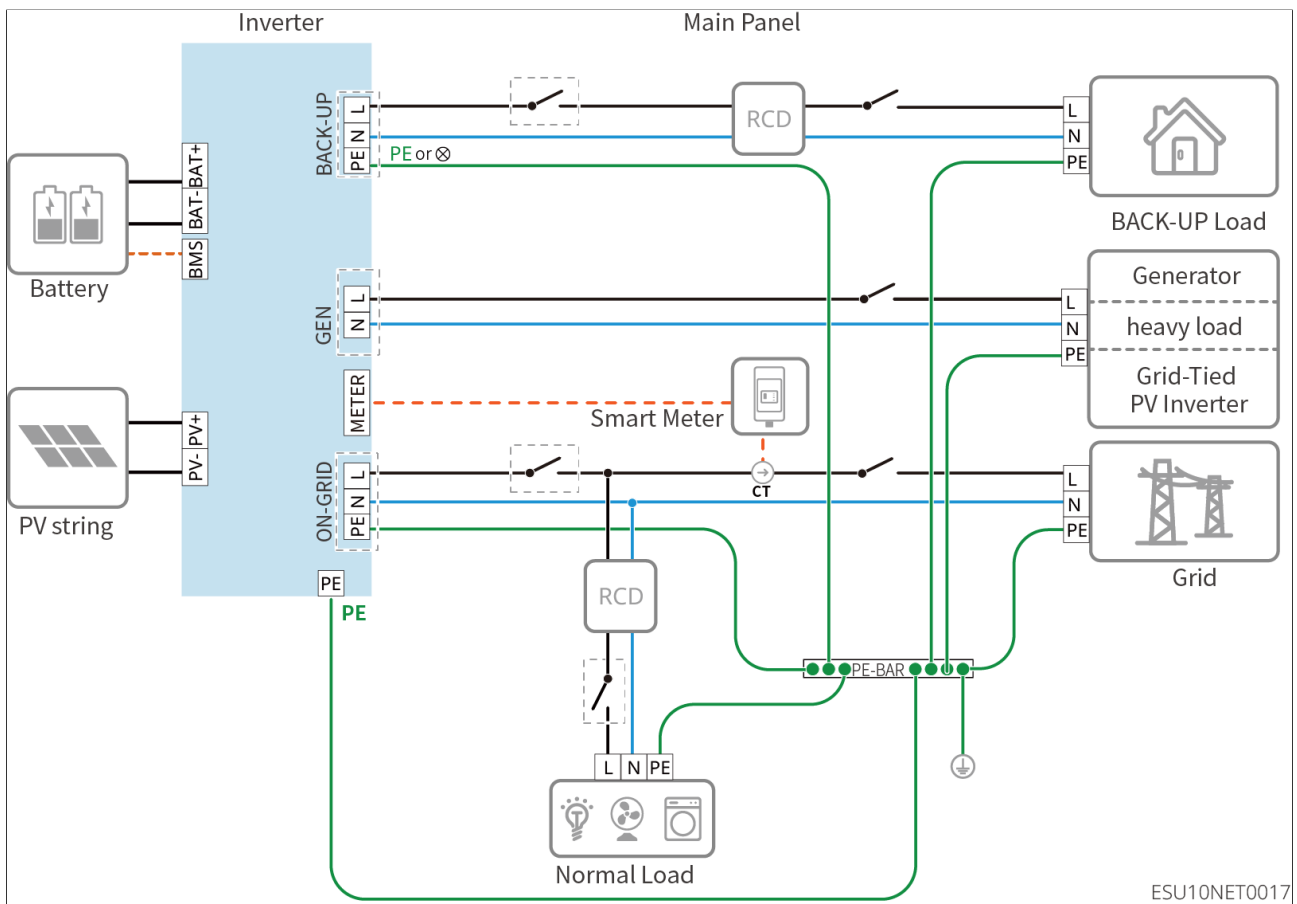 Inverter
Main Panel
BACK-UP
L
N
PE
PE or ⊗
RCD
L
N
PE
BACK-UP Load
BAT+
BAT-
BMS
Battery
GEN
L
N
L
N
PE
Generator
heavy load
Grid-Tied
PV Inverter
METER
Smart Meter
PV+
PV-
PV string
ON-GRID
L
N
PE
CT
L
N
PE
Grid
PE
PE
RCD
PE-BAR
L
N
PE
Normal Load
ESU10NET0017